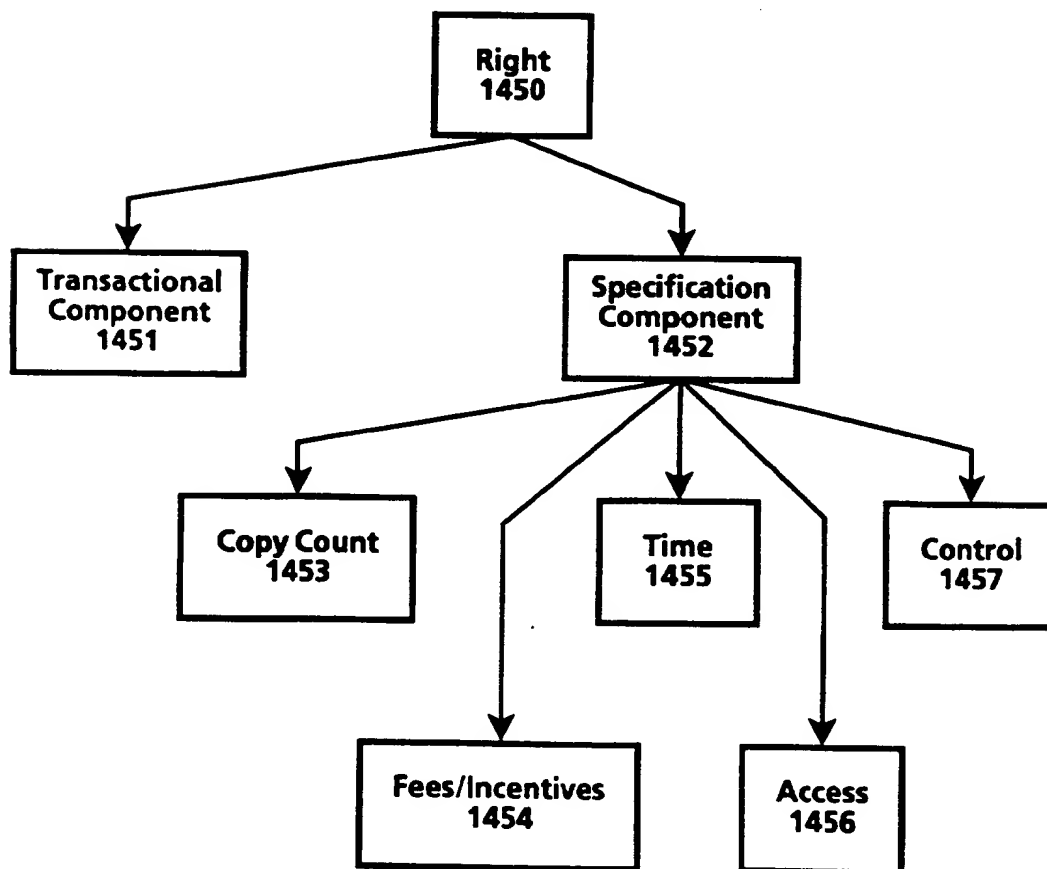 Right
1450
Transactional
Component
1451
Specification
Component
1452
Copy Count
1453
Time
1455
Control
1457
Fees/Incentives
1454
Access
1456